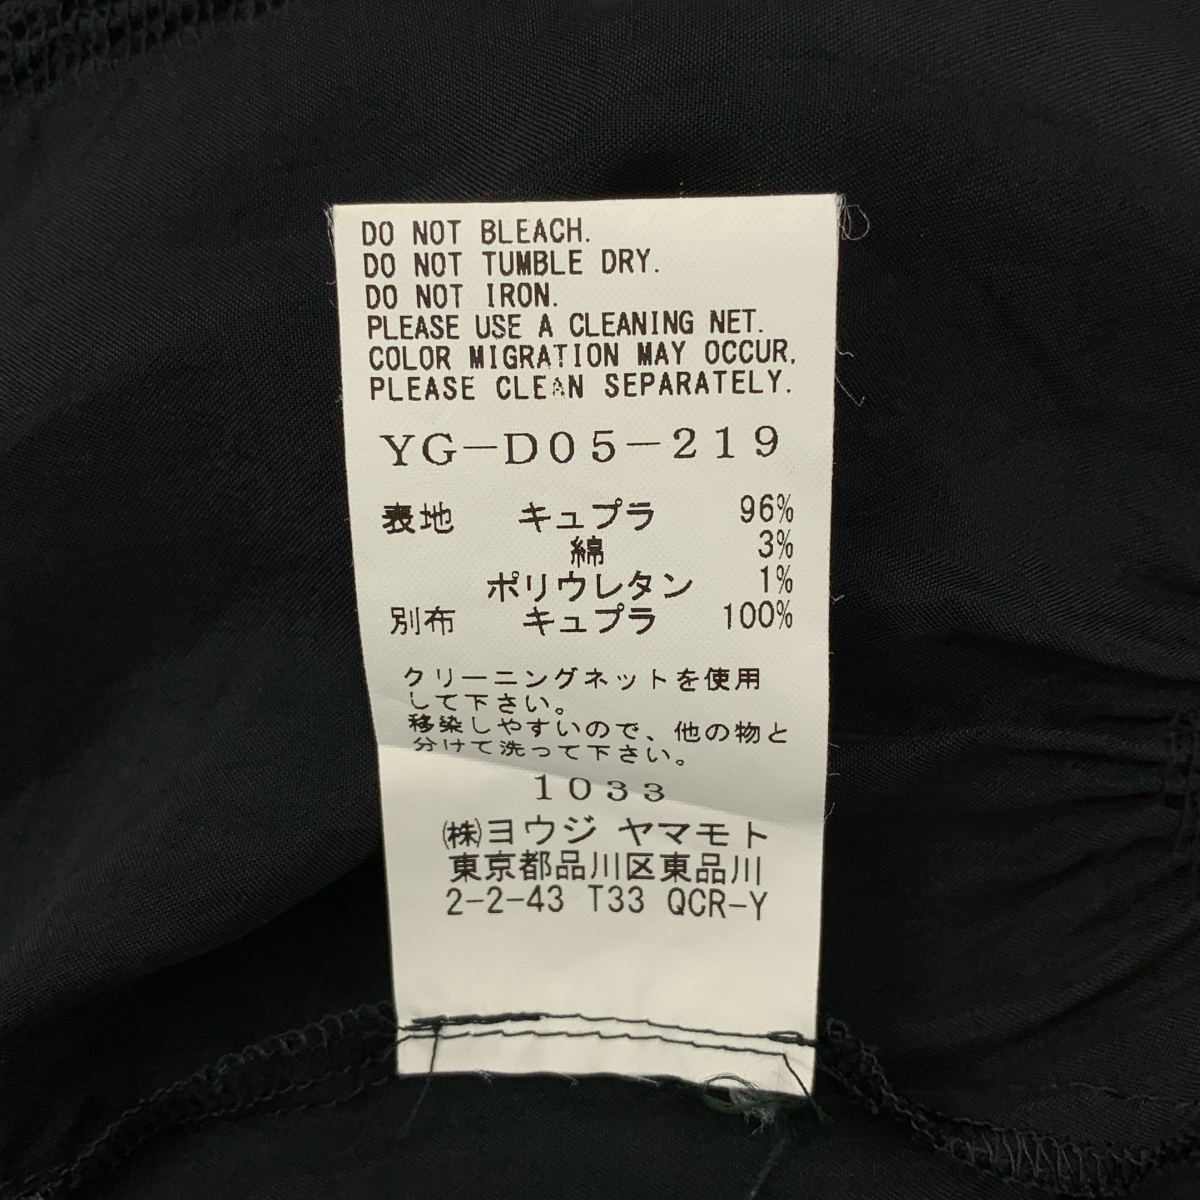 DO NOT BLEACH.
DO NOT TUMBLE DRY.
DO NOT IRON.
PLEASE USE A CLEANING NET.
COLOR MIGRATION MAY OCCUR.
PLEASE CLEAN SEPARATELY.
YG-D05-219
表地 キュプラ 96%
綿 3%
ポリウレタン 1%
別布 キュプラ 100%
クリーニングネットを使用
して下さい。
移染しやすいので、他の物と
分けて洗って下さい。
1033
㈱ヨウジ ヤマモト
東京都品川区東品川
2-2-43 T33 QCR-Y